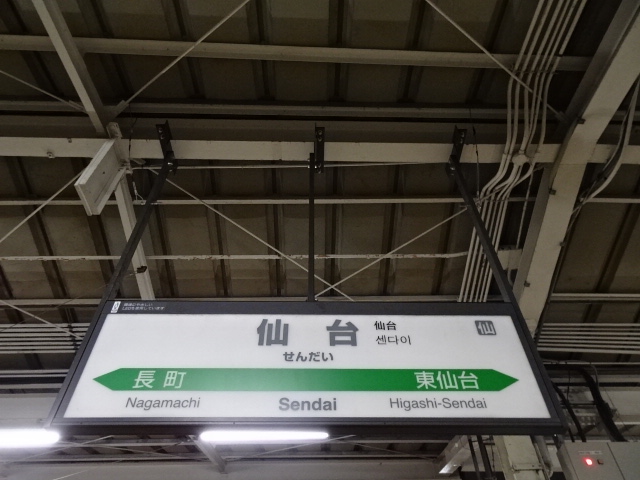 仙台
仙台
센다이
仙
せんだい
長町 東仙台
Nagamachi Sendai Higashi-Sendai